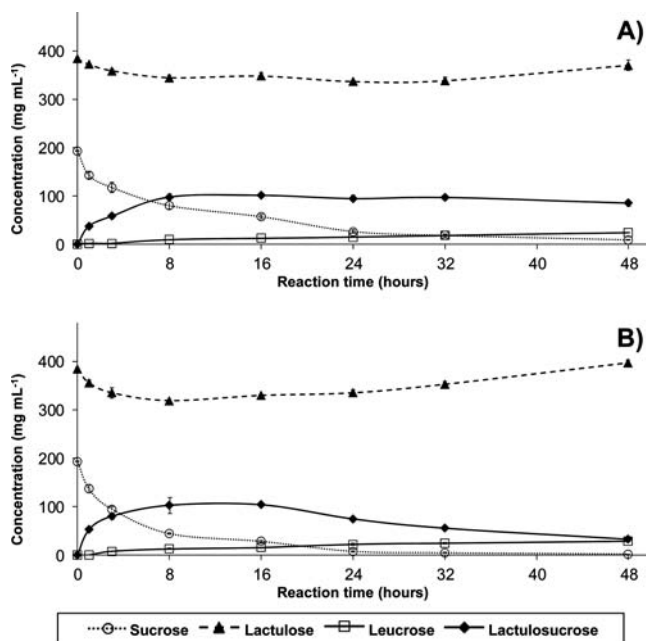 A)
Concentration (mg mL-1)
400
300
200
100
0
0 8 16 24 32 40 48
Reaction time (hours)
B)
Concentration (mg mL-1)
400
300
200
100
0
0 8 16 24 32 40 48
Reaction time (hours)
Sucrose Lactulose Leucrose Lactulosucrose